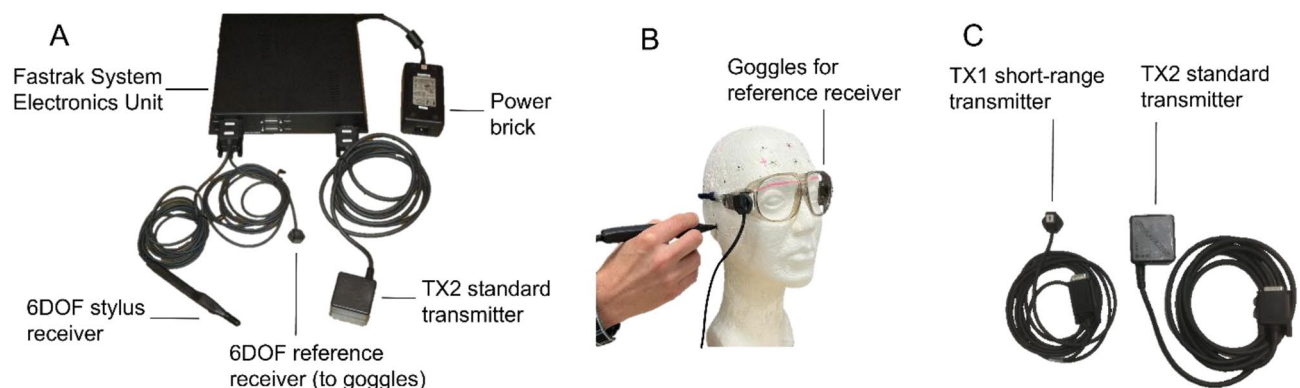 A
Fastrak System
Electronics Unit
Power
brick
6DOF stylus
receiver
6DOF reference
receiver (to goggles)
TX2 standard
transmitter
B
Goggles for
reference receiver
C
TX1 short-range
transmitter
TX2 standard
transmitter